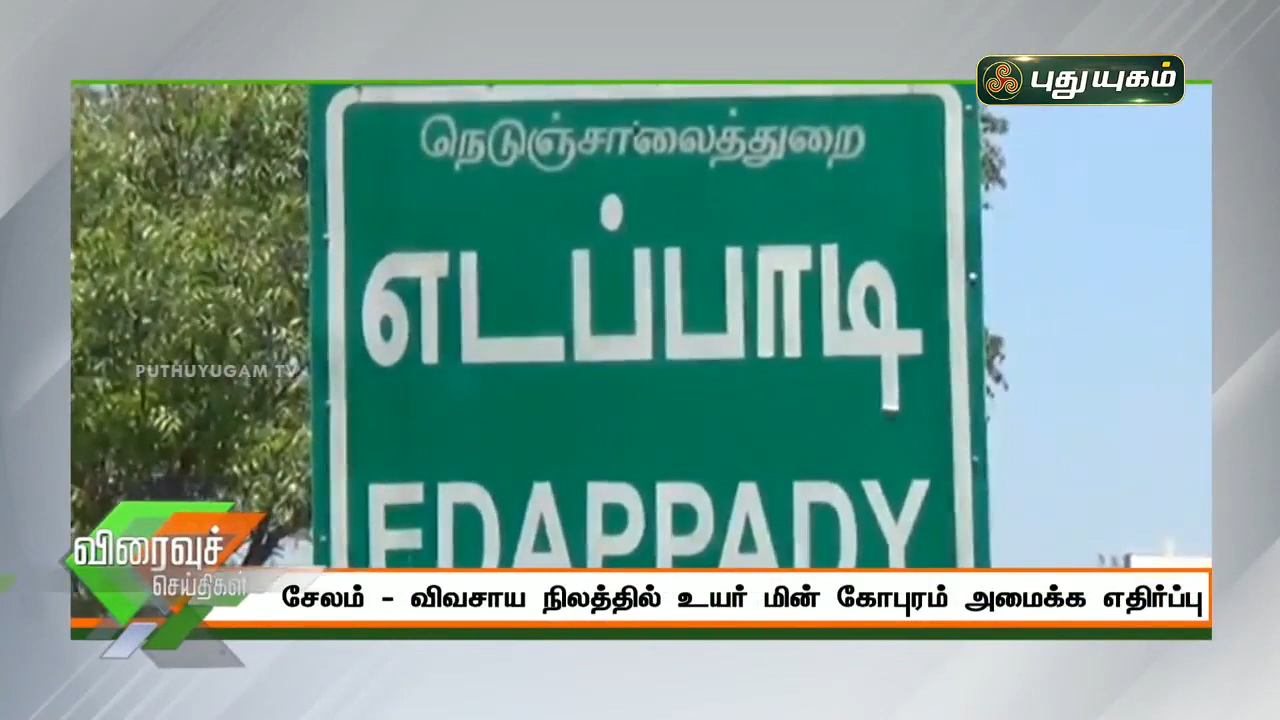 புதுயுகம்
நெடுஞ்சாலைத்துறை
எடப்பாடி
PUTHUYUGAM TV
EDAPPADY
விரைவுச்
செய்திகள்
சேலம் - விவசாய நிலத்தில் உயர் மின் கோபுரம் அமைக்க எதிர்ப்பு